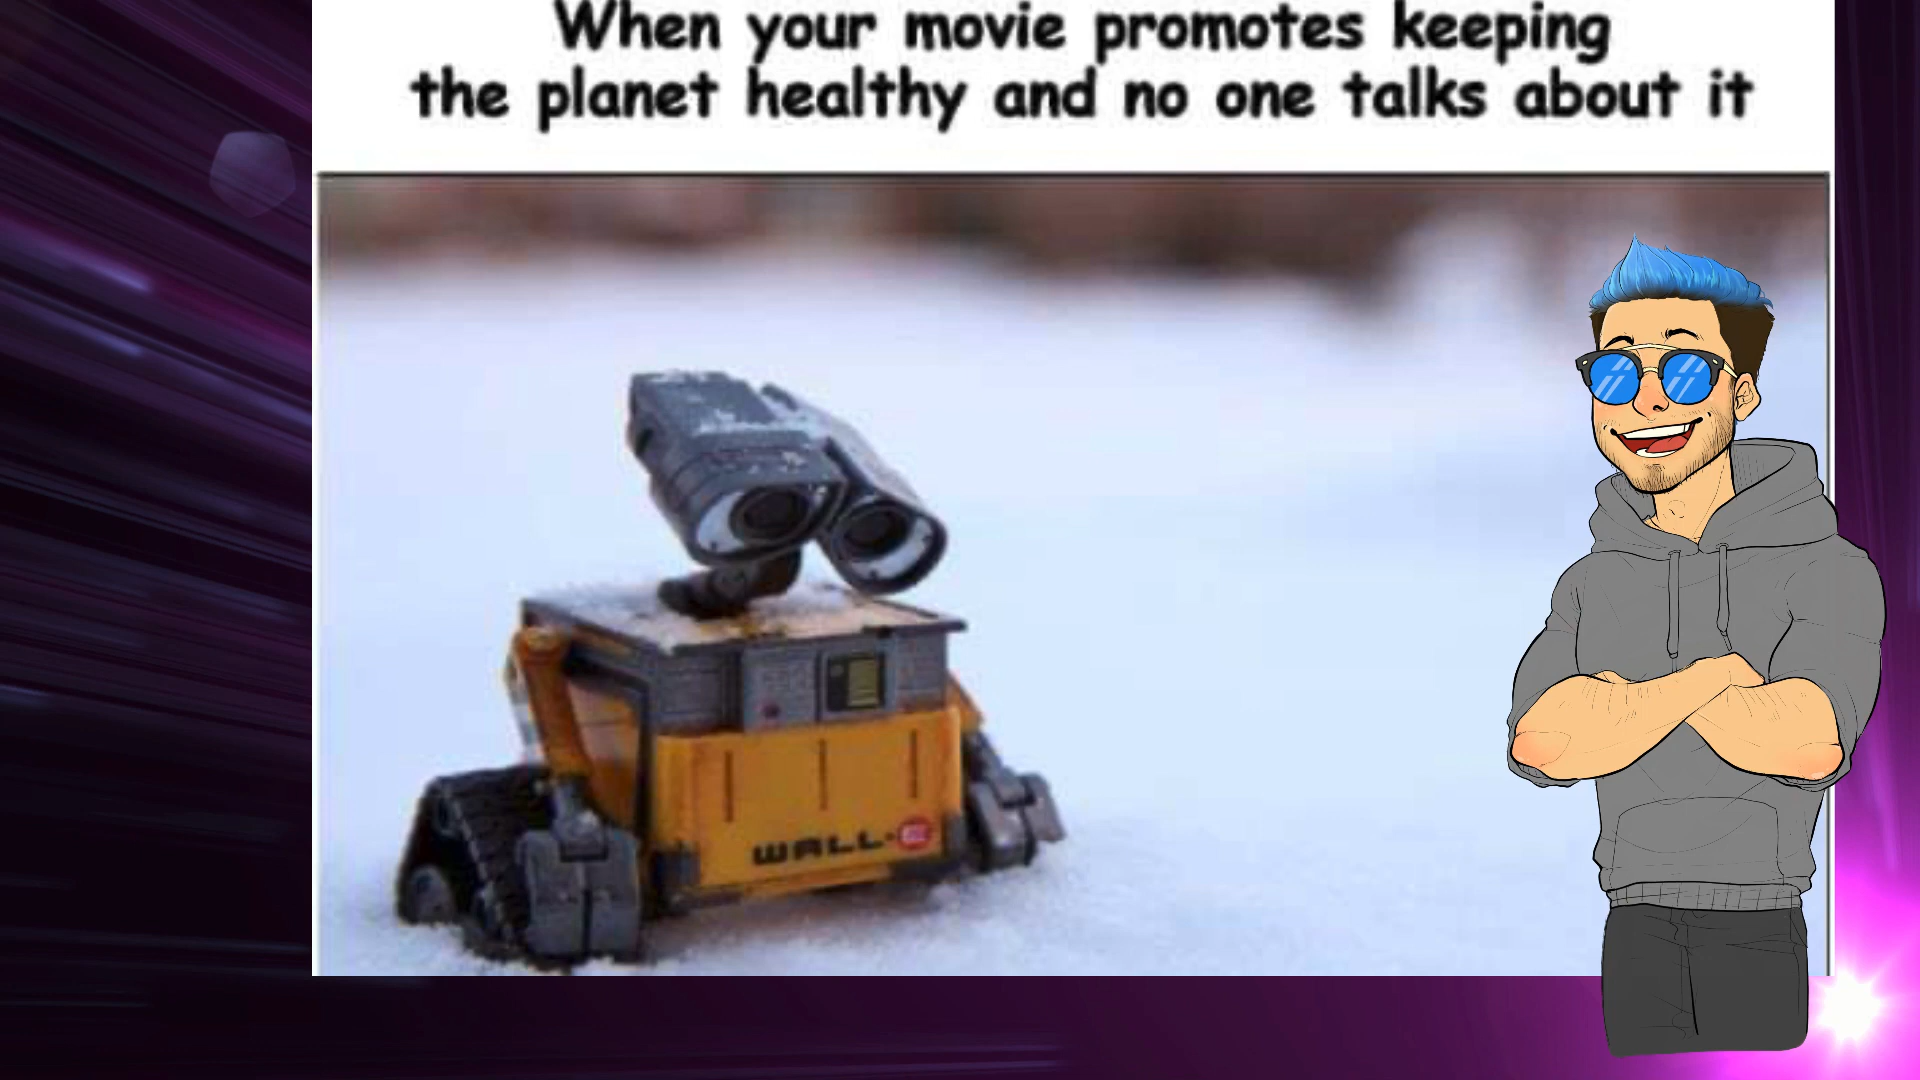 When your movie promotes keeping
the planet healthy and no one talks about it
WALL·E